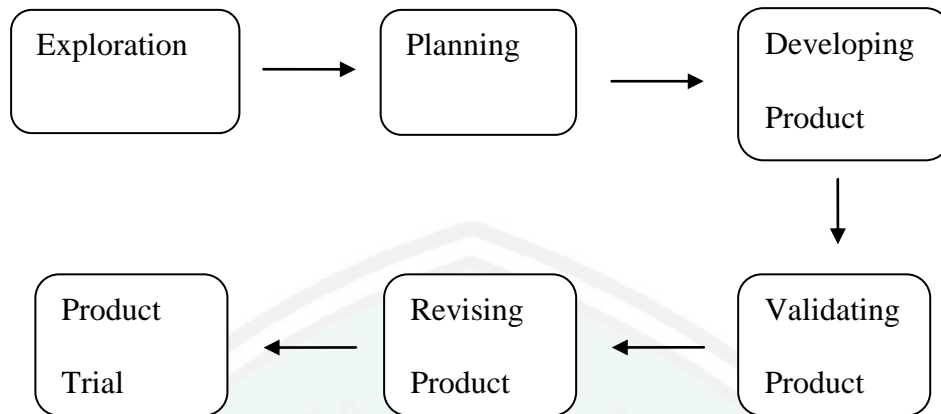 Exploration
Planning
Developing
Product
Validating
Product
Revising
Product
Product
Trial